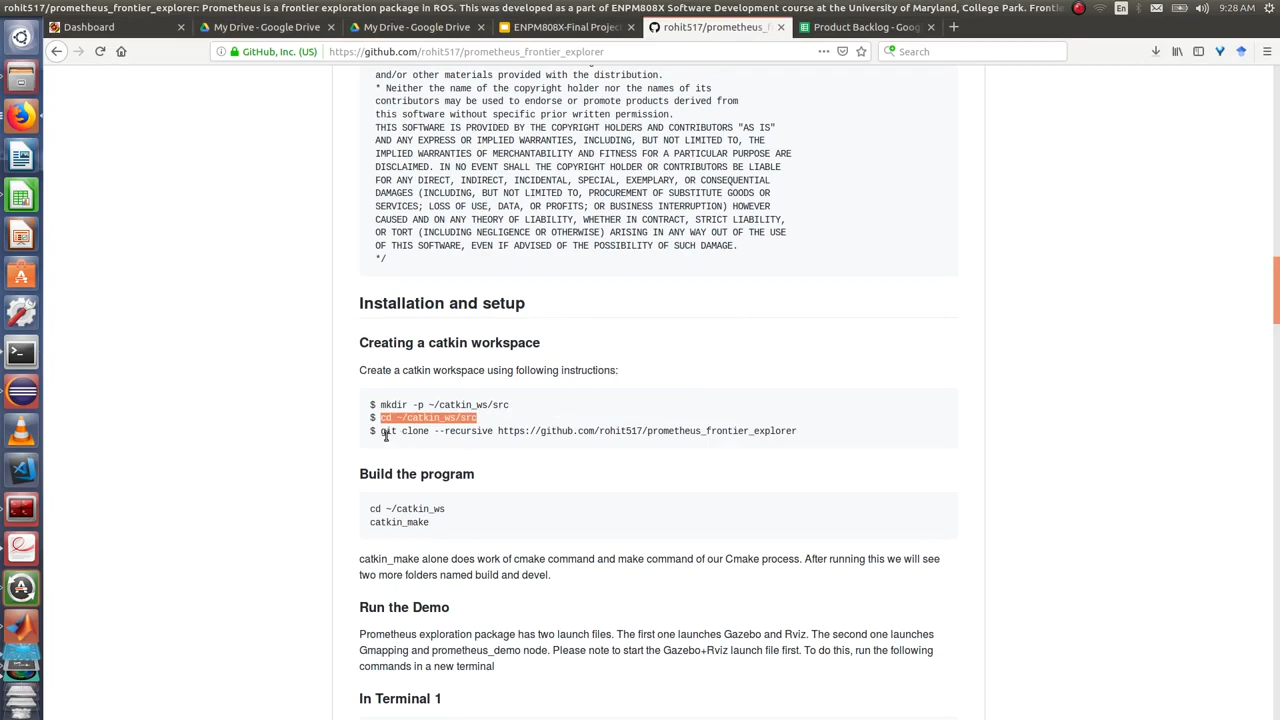 rohit517/prometheus_frontier_explorer: Prometheus is a frontier exploration package in ROS. This was developed as a part of ENPM808X Software Development course at the University of Maryland, College Park. Frontie
En
9:28 AM
Dashboard
My Drive - Google Drive
My Drive - Google Drive
ENPM808X-Final Projec
rohit517/prometheus_f
Product Backlog - Goog
GitHub, Inc. (US)
https://github.com/rohit517/prometheus_frontier_explorer
Search
and/or other materials provided with the distribution.
* Neither the name of the copyright holder nor the names of its
contributors may be used to endorse or promote products derived from
this software without specific prior written permission.
THIS SOFTWARE IS PROVIDED BY THE COPYRIGHT HOLDERS AND CONTRIBUTORS "AS IS"
AND ANY EXPRESS OR IMPLIED WARRANTIES, INCLUDING, BUT NOT LIMITED TO, THE
IMPLIED WARRANTIES OF MERCHANTABILITY AND FITNESS FOR A PARTICULAR PURPOSE ARE
DISCLAIMED. IN NO EVENT SHALL THE COPYRIGHT HOLDER OR CONTRIBUTORS BE LIABLE
FOR ANY DIRECT, INDIRECT, INCIDENTAL, SPECIAL, EXEMPLARY, OR CONSEQUENTIAL
DAMAGES (INCLUDING, BUT NOT LIMITED TO, PROCUREMENT OF SUBSTITUTE GOODS OR
SERVICES; LOSS OF USE, DATA, OR PROFITS; OR BUSINESS INTERRUPTION) HOWEVER
CAUSED AND ON ANY THEORY OF LIABILITY, WHETHER IN CONTRACT, STRICT LIABILITY,
OR TORT (INCLUDING NEGLIGENCE OR OTHERWISE) ARISING IN ANY WAY OUT OF THE USE
OF THIS SOFTWARE, EVEN IF ADVISED OF THE POSSIBILITY OF SUCH DAMAGE.
*/
Installation and setup
Creating a catkin workspace
Create a catkin workspace using following instructions:
$ mkdir -p ~/catkin_ws/src
$ cd ~/catkin_ws/src
$ git clone --recursive https://github.com/rohit517/prometheus_frontier_explorer
Build the program
cd ~/catkin_ws
catkin_make
catkin_make alone does work of cmake command and make command of our Cmake process. After running this we will see
two more folders named build and devel.
Run the Demo
Prometheus exploration package has two launch files. The first one launches Gazebo and Rviz. The second one launches
Gmapping and prometheus_demo node. Please note to start the Gazebo+Rviz launch file first. To do this, run the following
commands in a new terminal
In Terminal 1